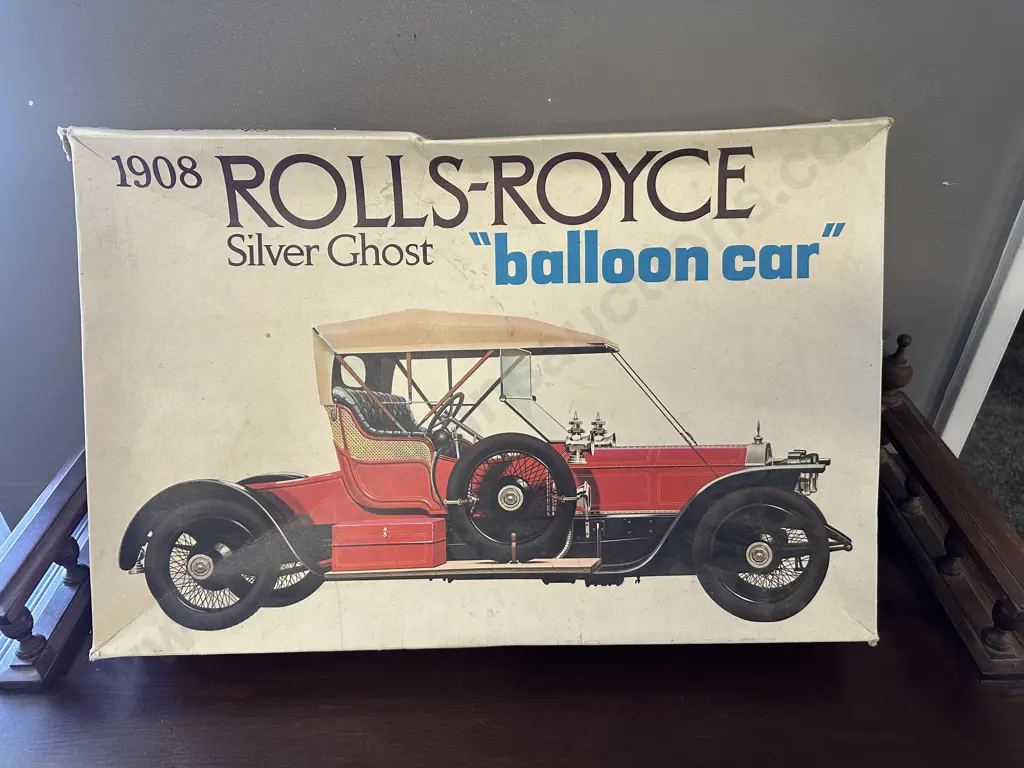 1908 ROLLS-ROYCE
Silver Ghost "balloon car"